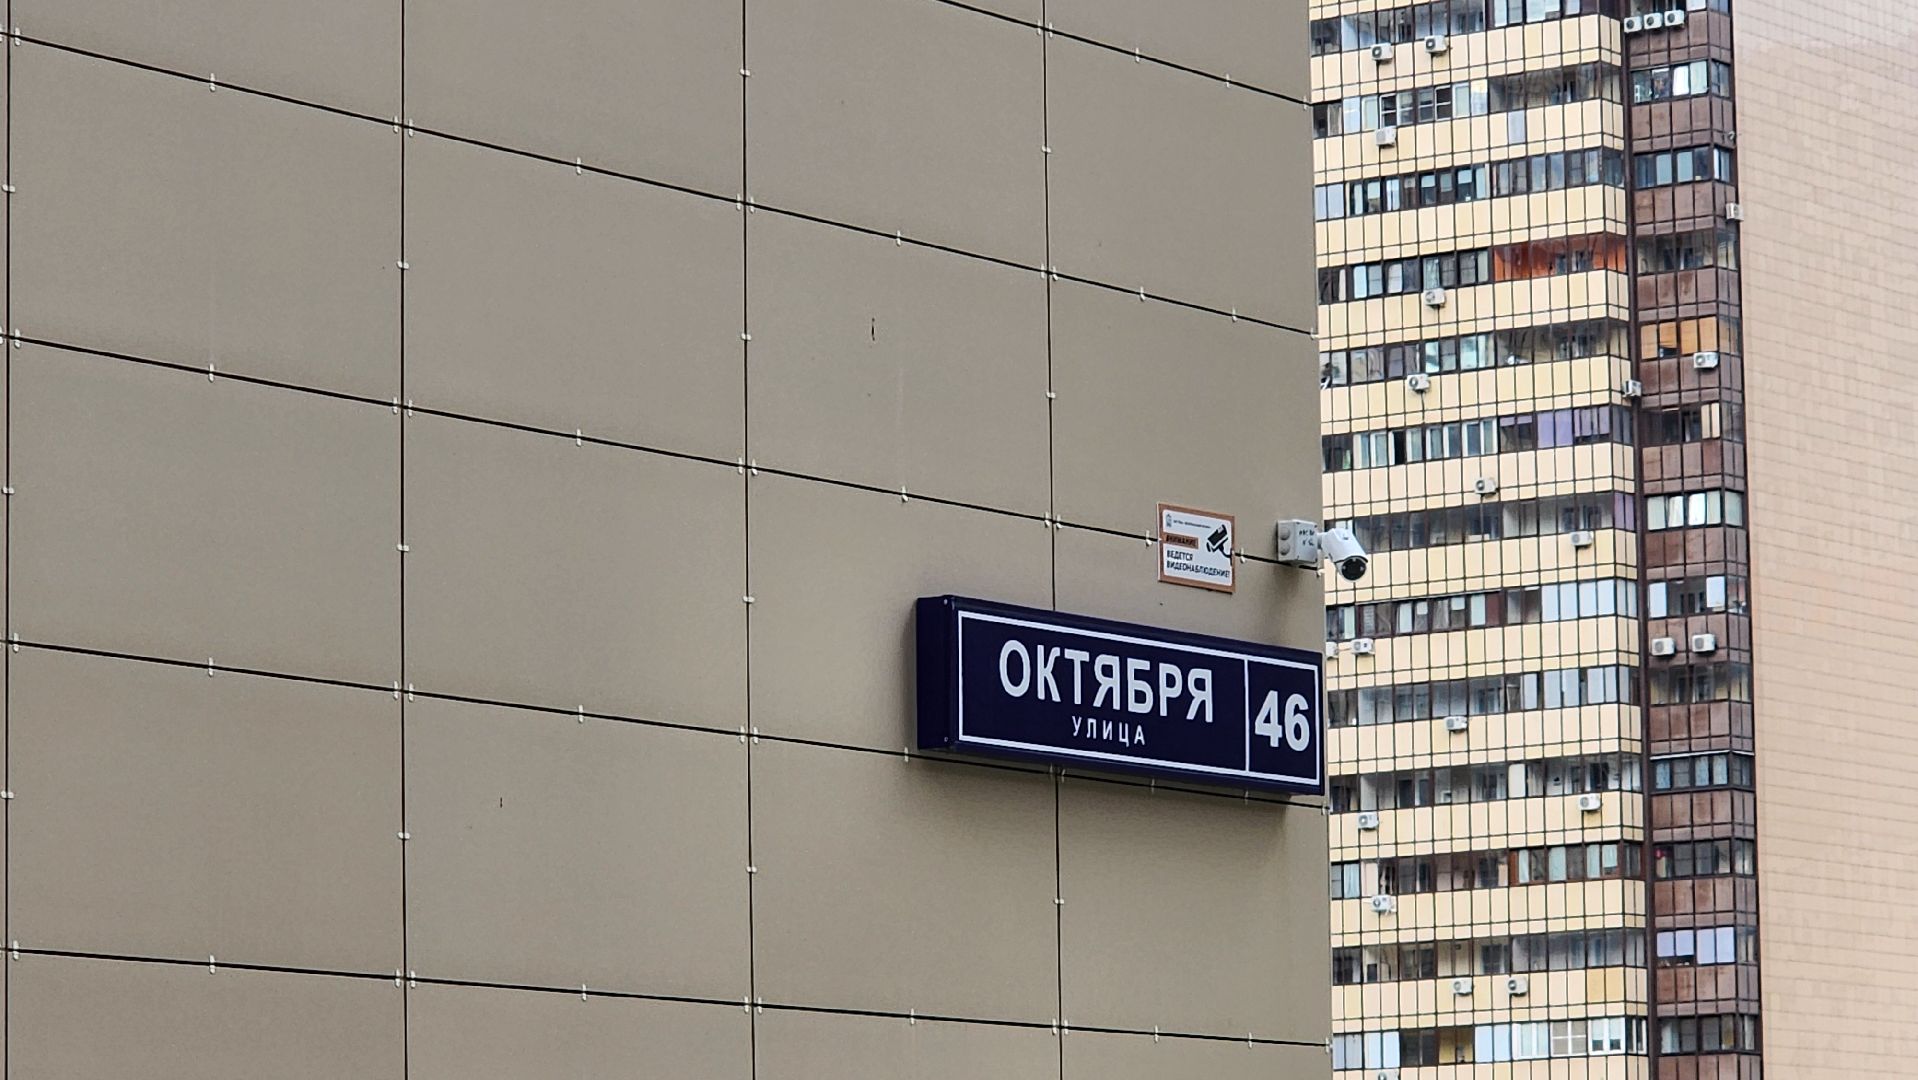 ВНИМАНИЕ
ВЕДЕТСЯ
ВИДЕОНАБЛЮДЕНИЕ!
ОКТЯБРЯ
УЛИЦА
46